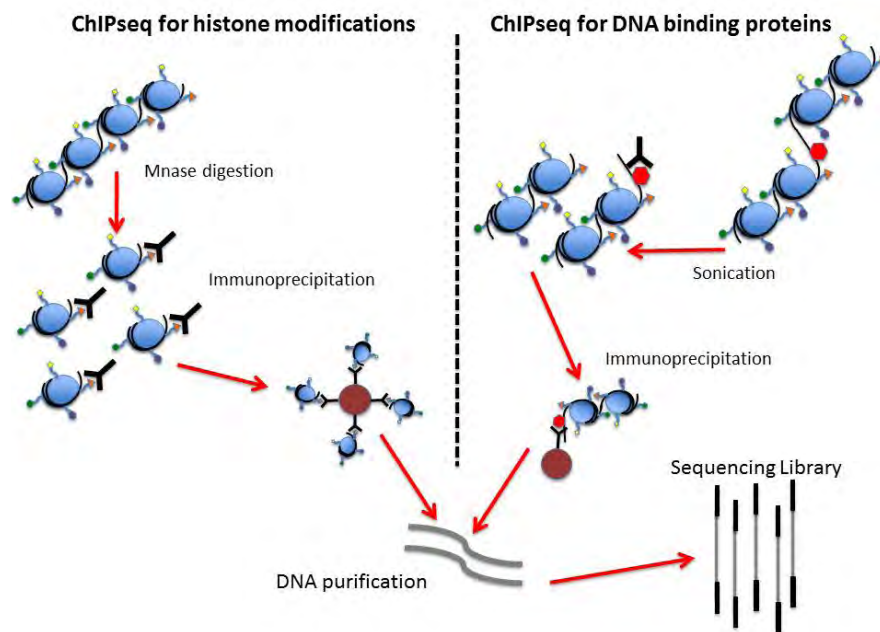 ChIPseq for histone modifications
ChIPseq for DNA binding proteins
Mnase digestion
Immunoprecipitation
Sonication
Immunoprecipitation
Sequencing Library
DNA purification